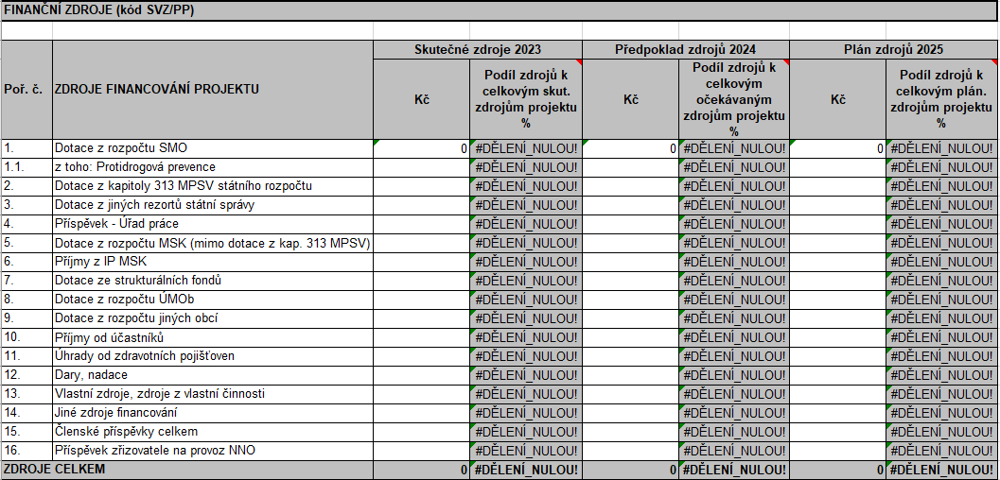 FINANČNÍ ZDROJE (kód SVZ/PP)
Skutečné zdroje 2023 Předpoklad zdrojů 2024 Plán zdrojů 2025
Poř. č. ZDROJE FINANCOVÁNÍ PROJEKTU
Kč
Podíl zdrojů k
celkovým skut.
zdrojům projektu
%
Kč
Podíl zdrojů k
celkovým
očekávaným
zdrojům projektu
%
Kč
Podíl zdrojů k
celkovým plán.
zdrojům projektu
%
1. Dotace z rozpočtu SMO 0 #DĚLENÍ_NULOU! 0 #DĚLENÍ_NULOU! 0 #DĚLENÍ_NULOU!
1.1. z toho: Protidrogová prevence #DĚLENÍ_NULOU! #DĚLENÍ_NULOU! #DĚLENÍ_NULOU!
2. Dotace z kapitoly 313 MPSV státního rozpočtu #DĚLENÍ_NULOU! #DĚLENÍ_NULOU! #DĚLENÍ_NULOU!
3. Dotace z jiných rezortů státní správy #DĚLENÍ_NULOU! #DĚLENÍ_NULOU! #DĚLENÍ_NULOU!
4. Příspěvek - Úřad práce #DĚLENÍ_NULOU! #DĚLENÍ_NULOU! #DĚLENÍ_NULOU!
5. Dotace z rozpočtu MSK (mimo dotace z kap. 313 MPSV) #DĚLENÍ_NULOU! #DĚLENÍ_NULOU! #DĚLENÍ_NULOU!
6. Příjmy z IP MSK #DĚLENÍ_NULOU! #DĚLENÍ_NULOU! #DĚLENÍ_NULOU!
7. Dotace ze strukturálních fondů #DĚLENÍ_NULOU! #DĚLENÍ_NULOU! #DĚLENÍ_NULOU!
8. Dotace z rozpočtu ÚMOb #DĚLENÍ_NULOU! #DĚLENÍ_NULOU! #DĚLENÍ_NULOU!
9. Dotace z rozpočtu jiných obcí #DĚLENÍ_NULOU! #DĚLENÍ_NULOU! #DĚLENÍ_NULOU!
10. Příjmy od účastníků #DĚLENÍ_NULOU! #DĚLENÍ_NULOU! #DĚLENÍ_NULOU!
11. Úhrady od zdravotních pojišťoven #DĚLENÍ_NULOU! #DĚLENÍ_NULOU! #DĚLENÍ_NULOU!
12. Dary, nadace #DĚLENÍ_NULOU! #DĚLENÍ_NULOU! #DĚLENÍ_NULOU!
13. Vlastní zdroje, zdroje z vlastní činnosti #DĚLENÍ_NULOU! #DĚLENÍ_NULOU! #DĚLENÍ_NULOU!
14. Jiné zdroje financování #DĚLENÍ_NULOU! #DĚLENÍ_NULOU! #DĚLENÍ_NULOU!
15. Členské příspěvky celkem #DĚLENÍ_NULOU! #DĚLENÍ_NULOU! #DĚLENÍ_NULOU!
16. Příspěvek zřizovatele na provoz NNO #DĚLENÍ_NULOU! #DĚLENÍ_NULOU! #DĚLENÍ_NULOU!
ZDROJE CELKEM 0 #DĚLENÍ_NULOU! 0 #DĚLENÍ_NULOU! 0 #DĚLENÍ_NULOU!